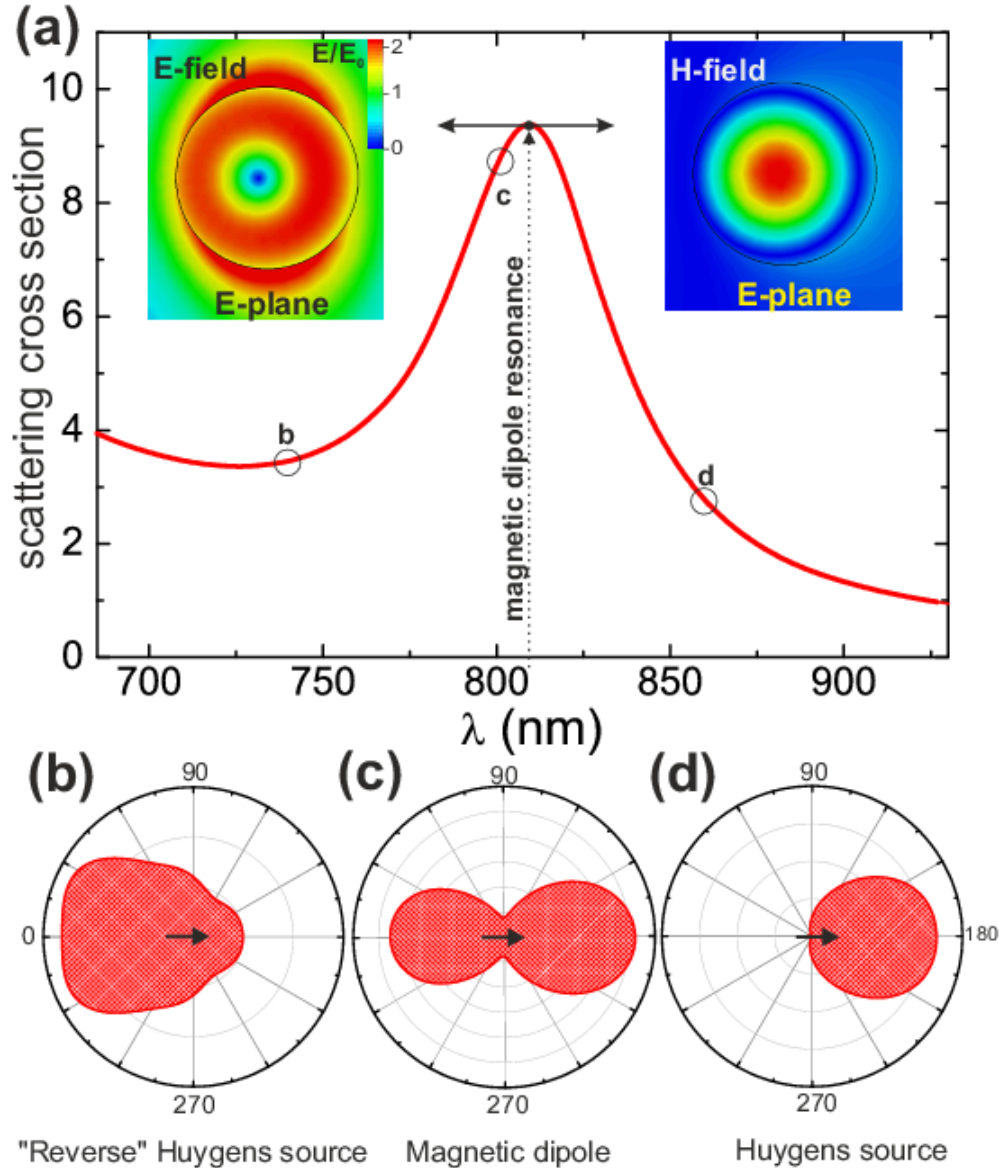 (a)
E-field
E/E₀
2
1
0
E-plane
H-field
E-plane
scattering cross section
10
8
6
4
2
0
b
c
d
magnetic dipole resonance
700
750
800
850
900
λ (nm)
(b)
(c)
(d)
90
90
90
0
180
270
270
270
"Reverse" Huygens source
Magnetic dipole
Huygens source